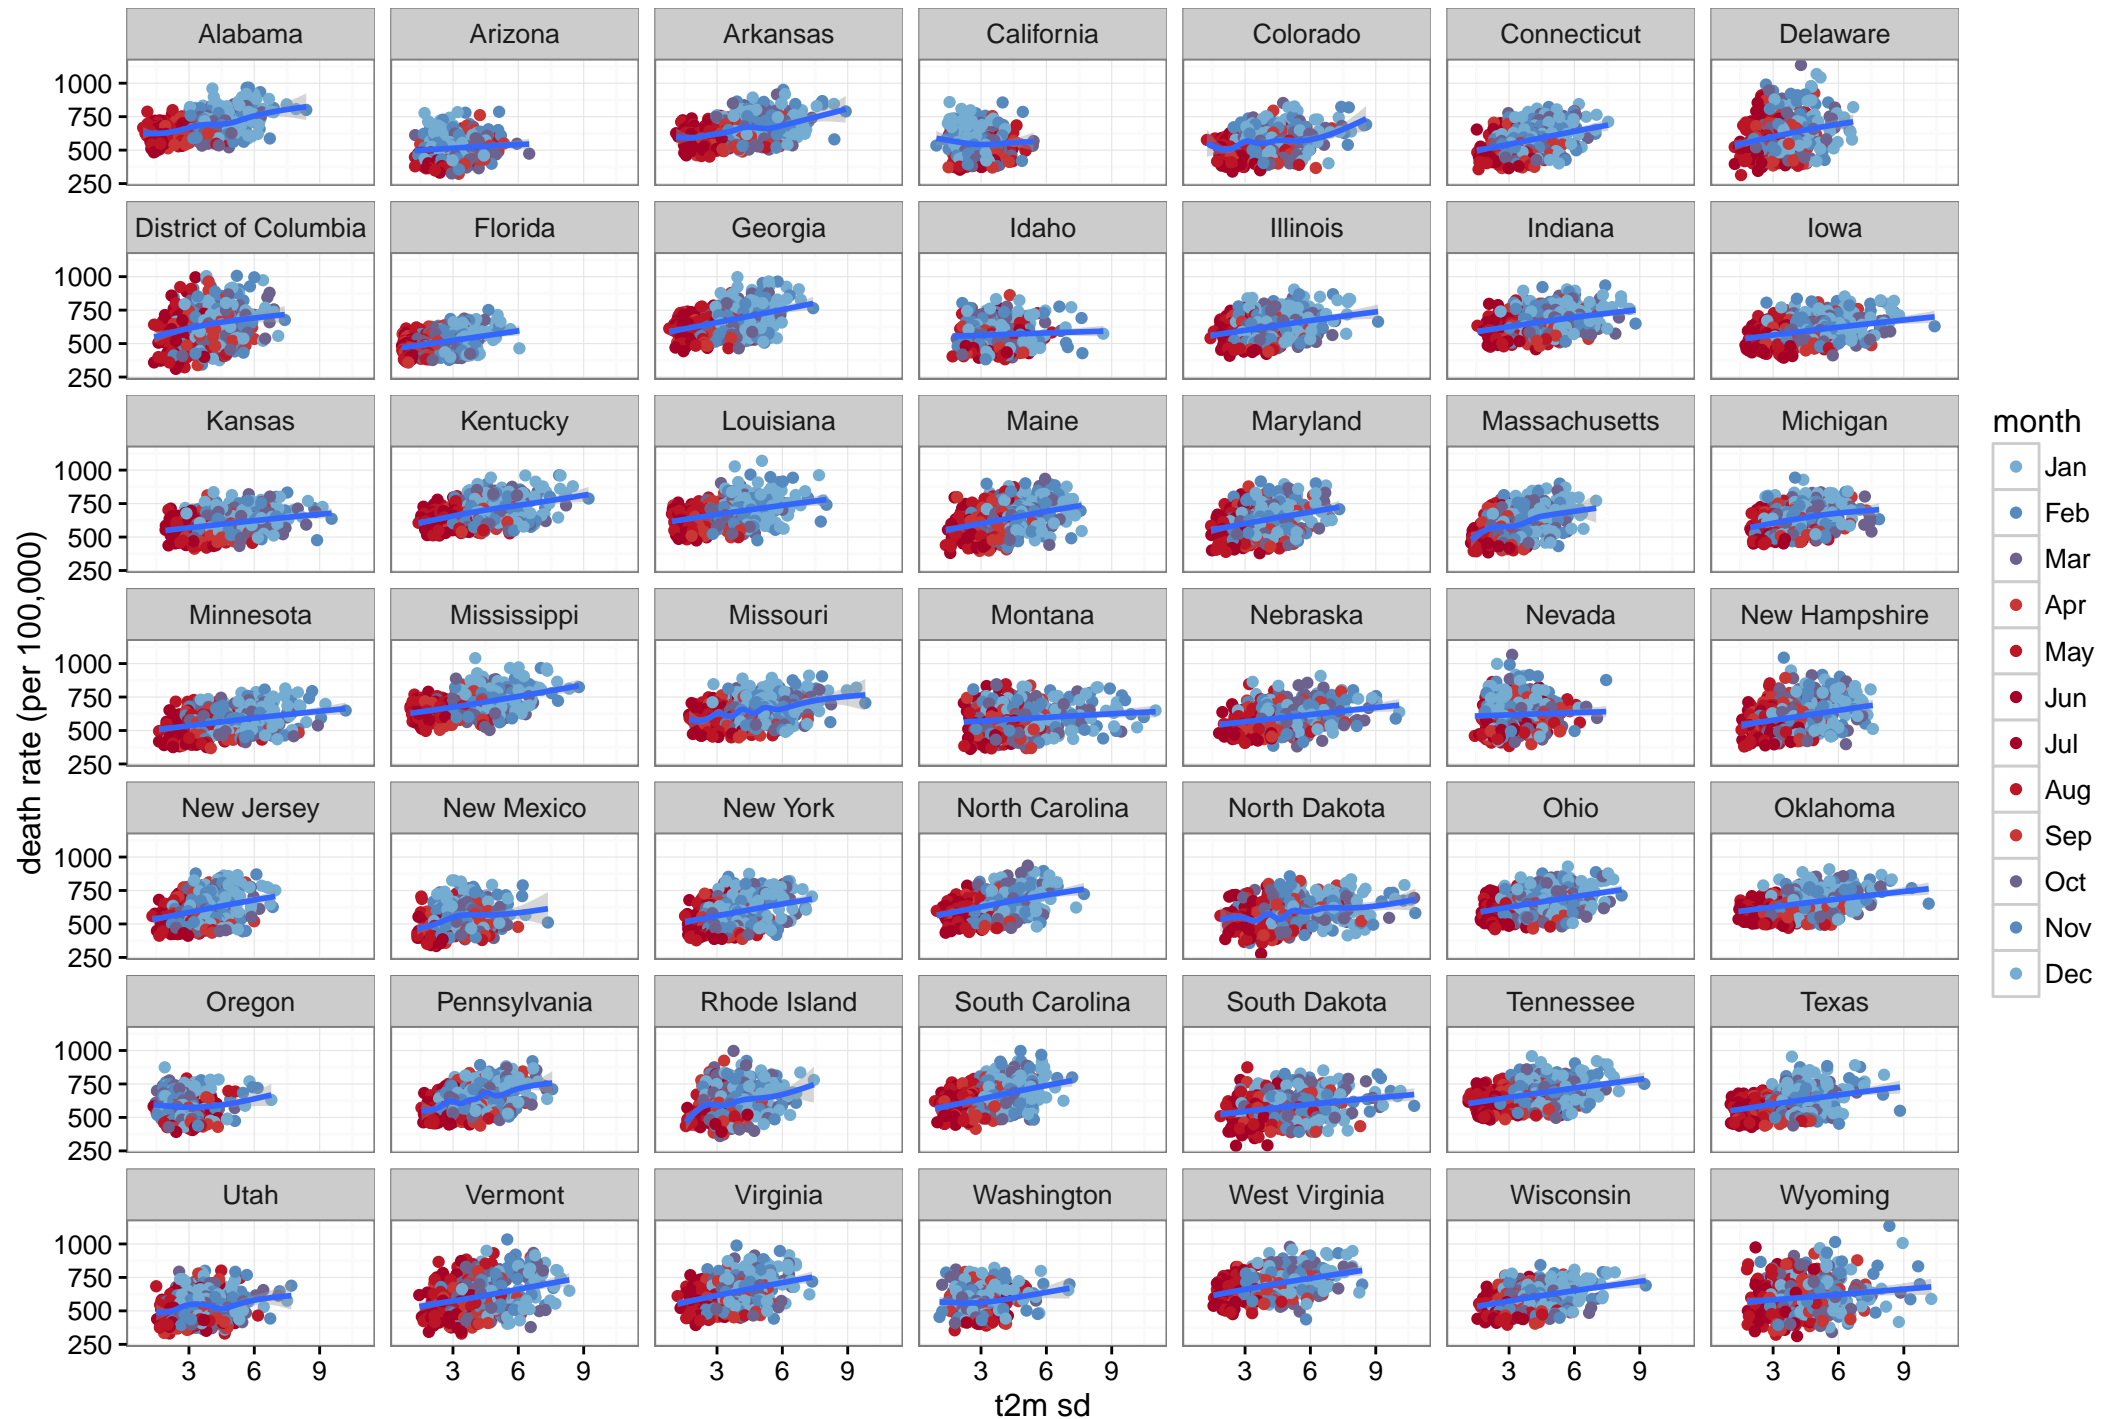 Alabama Arizona Arkansas California Colorado Connecticut Delaware
1000
750
500
250
District of Columbia Florida Georgia Idaho Illinois Indiana Iowa
1000
750
500
250
Kansas Kentucky Louisiana Maine Maryland Massachusetts Michigan
1000
750
500
250
Minnesota Mississippi Missouri Montana Nebraska Nevada New Hampshire
1000
750
500
250
New Jersey New Mexico New York North Carolina North Dakota Ohio Oklahoma
1000
750
500
250
Oregon Pennsylvania Rhode Island South Carolina South Dakota Tennessee Texas
1000
750
500
250
Utah Vermont Virginia Washington West Virginia Wisconsin Wyoming
1000
750
500
250
3 6 9 3 6 9 3 6 9 3 6 9 3 6 9 3 6 9 3 6 9
t2m sd
death rate (per 100,000)
month
Jan
Feb
Mar
Apr
May
Jun
Jul
Aug
Sep
Oct
Nov
Dec